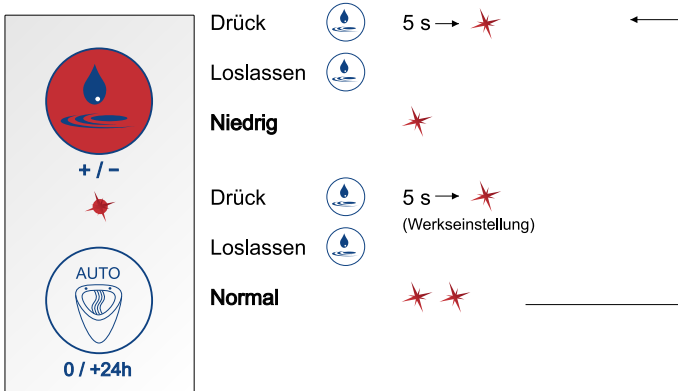 + / –
AUTO
0 / +24h
Drück 5 s
Loslassen
Niedrig
Drück 5 s
(Werkseinstellung)
Loslassen
Normal